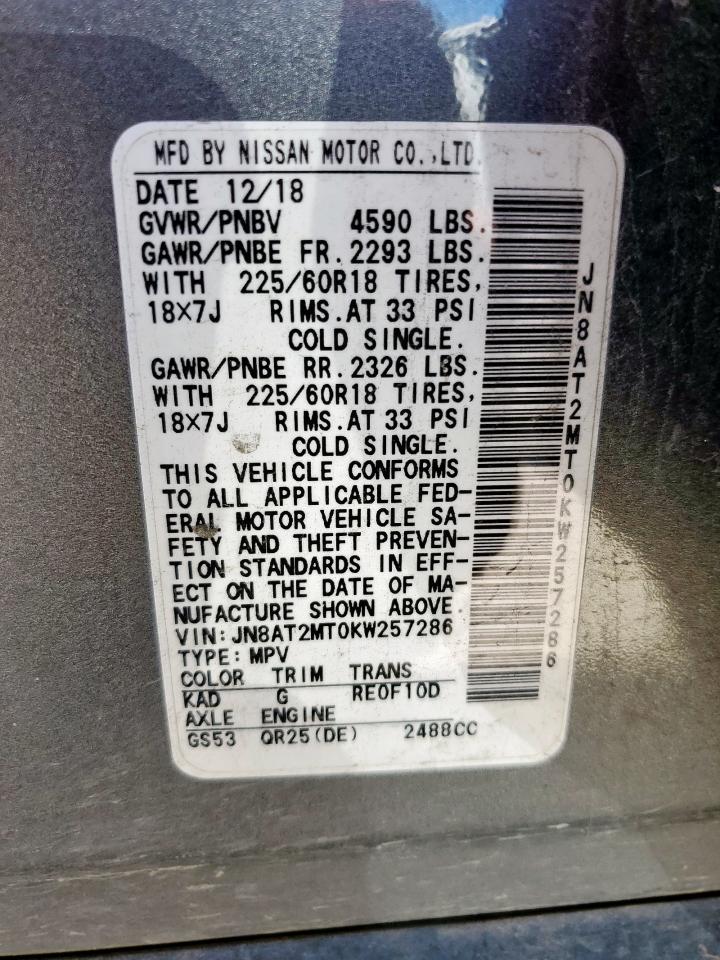 MFD BY NISSAN MOTOR CO.,LTD.
DATE 12/18
GVWR/PNBV 4590 LBS.
GAWR/PNBE FR.2293 LBS.
WITH 225/60R18 TIRES,
18×7J RIMS.AT 33 PSI
COLD SINGLE.
GAWR/PNBE RR.2326 LBS.
WITH 225/60R18 TIRES,
18×7J RIMS.AT 33 PSI
COLD SINGLE.
THIS VEHICLE CONFORMS
TO ALL APPLICABLE FED-
ERAL MOTOR VEHICLE SA-
FETY AND THEFT PREVEN-
TION STANDARDS IN EFF-
ECT ON THE DATE OF MA-
NUFACTURE SHOWN ABOVE.
VIN:JN8AT2MT0KW257286
TYPE:MPV
COLOR TRIM TRANS
KAD G RE0F10D
AXLE ENGINE
GS53 QR25(DE) 2488CC
JN8AT2MT0KW257286